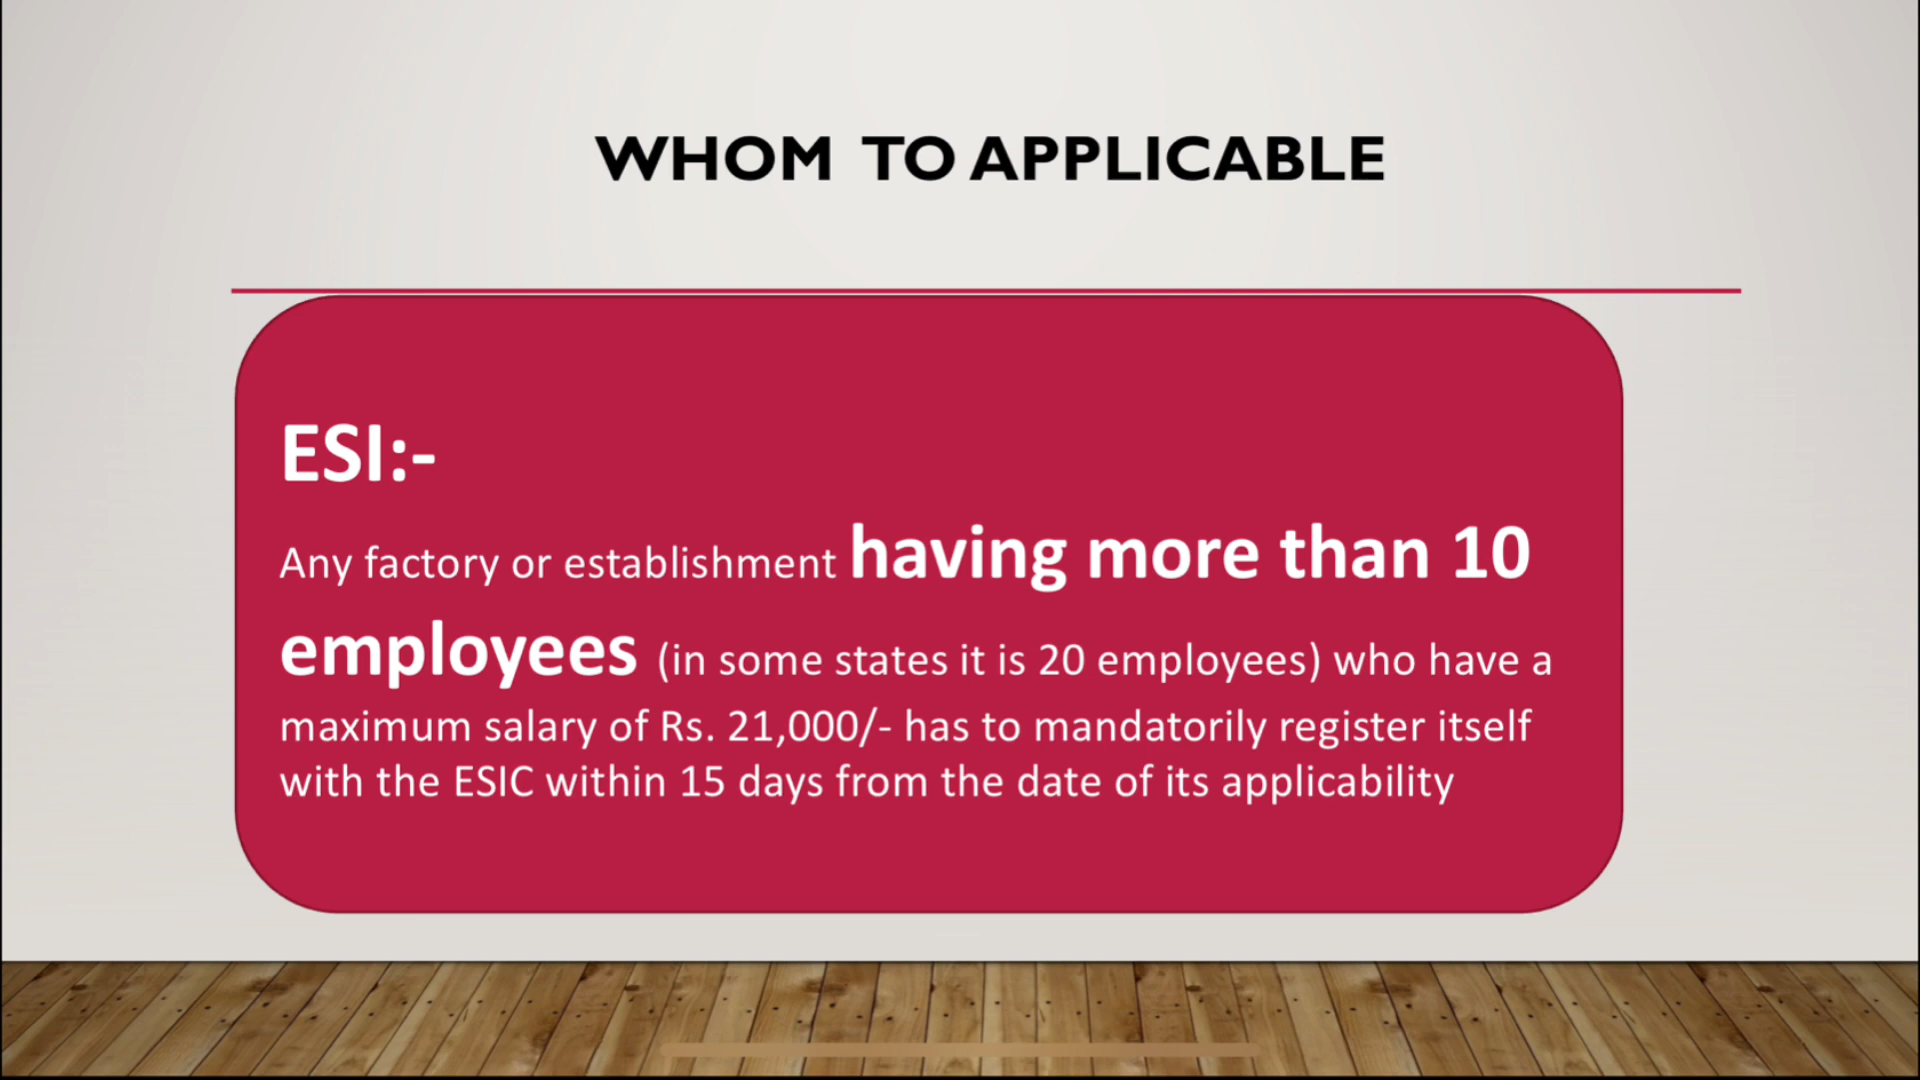 WHOM TO APPLICABLE
ESI:-
Any factory or establishment having more than 10
employees (in some states it is 20 employees) who have a
maximum salary of Rs. 21,000/- has to mandatorily register itself
with the ESIC within 15 days from the date of its applicability